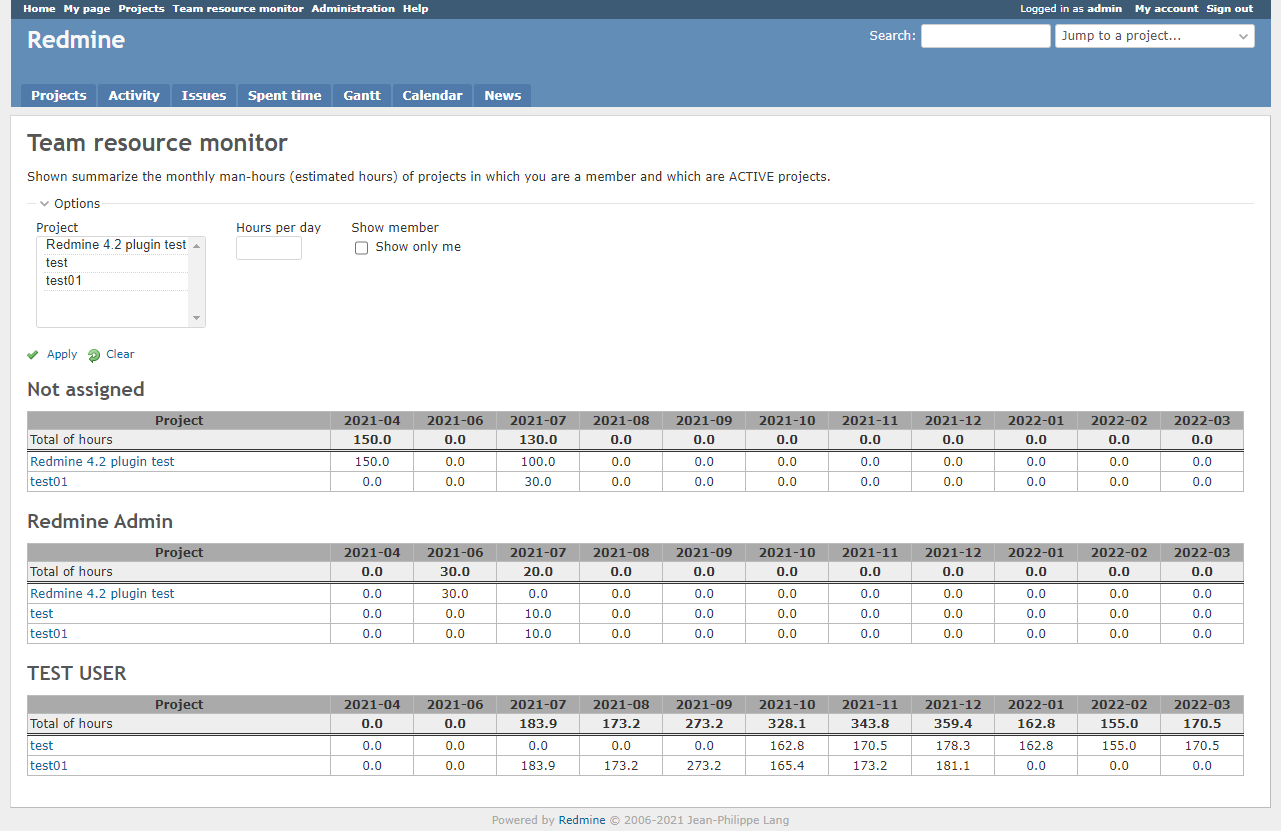 Home My page Projects Team resource monitor Administration Help Logged in as admin My account Sign out
Redmine Search: Jump to a project...
Projects Activity Issues Spent time Gantt Calendar News
Team resource monitor
Shown summarize the monthly man-hours (estimated hours) of projects in which you are a member and which are ACTIVE projects.
Options
Project Hours per day Show member
Redmine 4.2 plugin test Show only me
test
test01
Apply Clear
Not assigned
Project 2021-04 2021-06 2021-07 2021-08 2021-09 2021-10 2021-11 2021-12 2022-01 2022-02 2022-03
Total of hours 150.0 0.0 130.0 0.0 0.0 0.0 0.0 0.0 0.0 0.0 0.0
Redmine 4.2 plugin test 150.0 0.0 100.0 0.0 0.0 0.0 0.0 0.0 0.0 0.0 0.0
test01 0.0 0.0 30.0 0.0 0.0 0.0 0.0 0.0 0.0 0.0 0.0
Redmine Admin
Project 2021-04 2021-06 2021-07 2021-08 2021-09 2021-10 2021-11 2021-12 2022-01 2022-02 2022-03
Total of hours 0.0 30.0 20.0 0.0 0.0 0.0 0.0 0.0 0.0 0.0 0.0
Redmine 4.2 plugin test 0.0 30.0 0.0 0.0 0.0 0.0 0.0 0.0 0.0 0.0 0.0
test 0.0 0.0 10.0 0.0 0.0 0.0 0.0 0.0 0.0 0.0 0.0
test01 0.0 0.0 10.0 0.0 0.0 0.0 0.0 0.0 0.0 0.0 0.0
TEST USER
Project 2021-04 2021-06 2021-07 2021-08 2021-09 2021-10 2021-11 2021-12 2022-01 2022-02 2022-03
Total of hours 0.0 0.0 183.9 173.2 273.2 328.1 343.8 359.4 162.8 155.0 170.5
test 0.0 0.0 0.0 0.0 0.0 162.8 170.5 178.3 162.8 155.0 170.5
test01 0.0 0.0 183.9 173.2 273.2 165.4 173.2 181.1 0.0 0.0 0.0
Powered by Redmine © 2006-2021 Jean-Philippe Lang